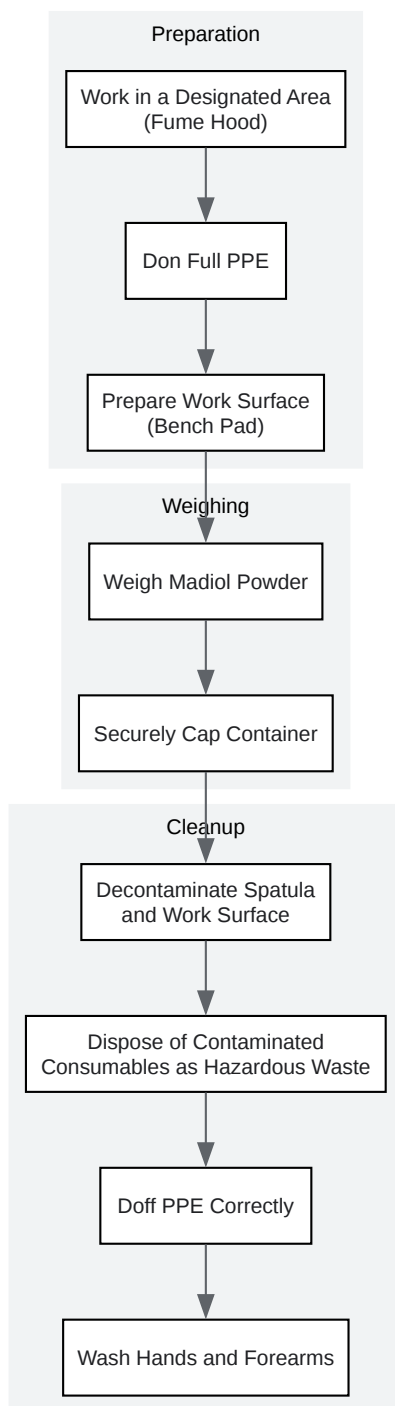 Preparation
Work in a Designated Area
(Fume Hood)
Don Full PPE
Prepare Work Surface
(Bench Pad)
Weighing
Weigh Madiol Powder
Securely Cap Container
Cleanup
Decontaminate Spatula
and Work Surface
Dispose of Contaminated
Consumables as Hazardous Waste
Doff PPE Correctly
Wash Hands and Forearms